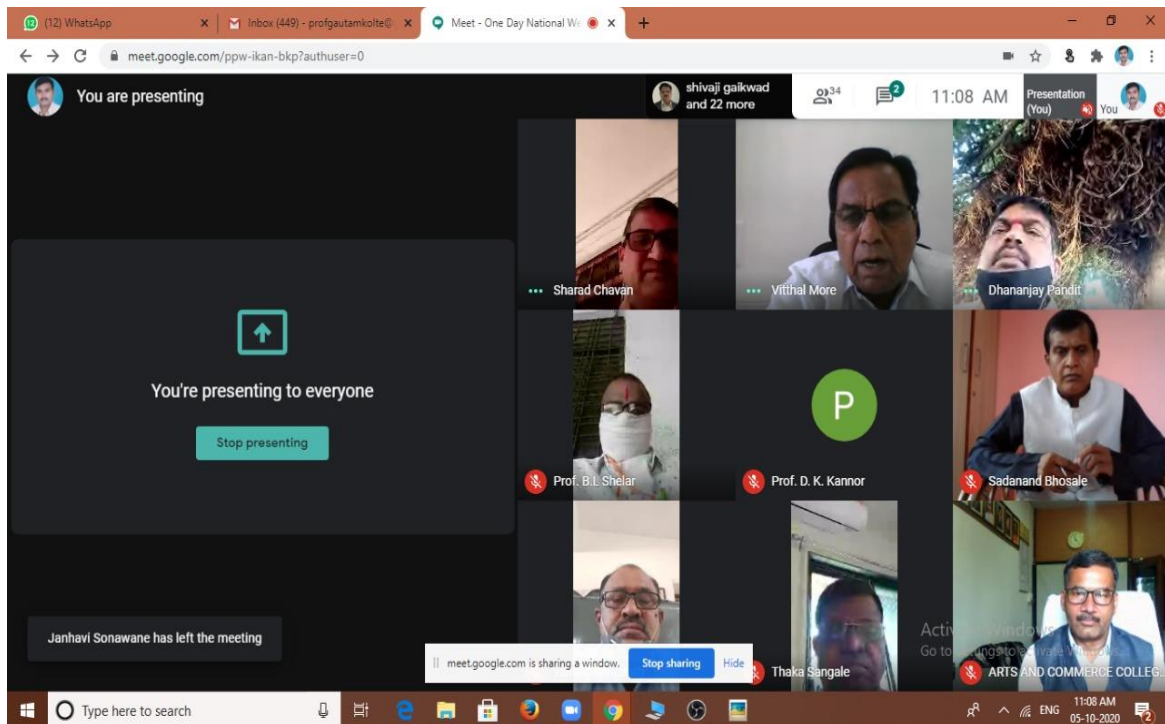 (12) WhatsApp
Inbox (449) - profgautamkolte@
Meet - One Day National We
meet.google.com/ppw-ikan-bkp?authuser=0
You are presenting
shivaji gaikwad
and 22 more
34
2
11:08 AM
Presentation
(You)
You
Sharad Chavan
Vitthal More
Dhananjay Pandit
You're presenting to everyone
Stop presenting
P
Prof. B.L Shelar
Prof. D. K. Kannor
Sadanand Bhosale
Janhavi Sonawane has left the meeting
meet.google.com is sharing a window.
Stop sharing
Hide
Thaka Sangale
ARTS AND COMMERCE COLLEG...
Type here to search
ENG
11:08 AM
05-10-2020
2